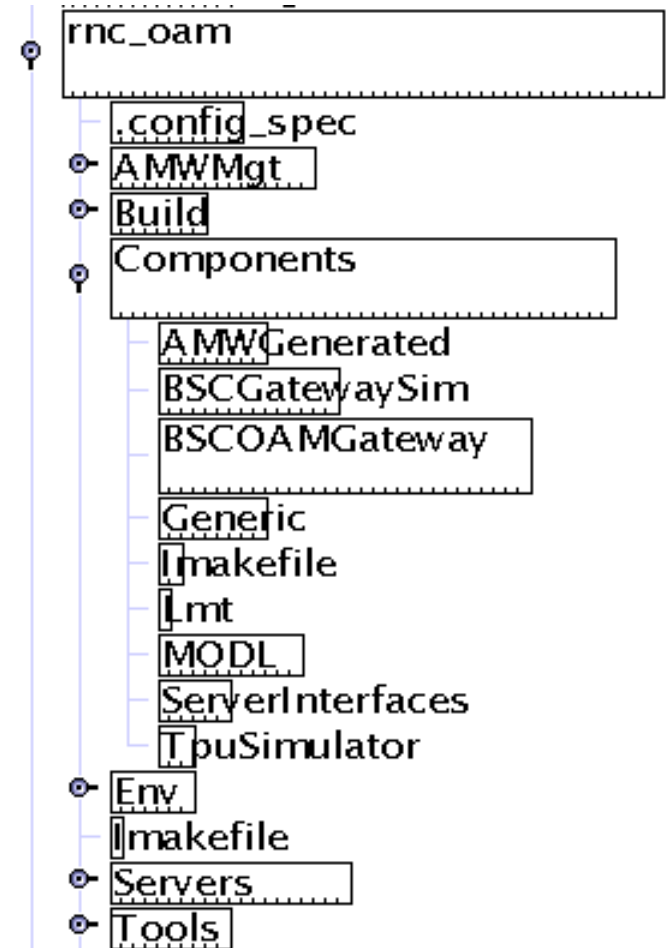 rnc_oam
.config_spec
AMWMgt
Build
Components
AMWGenerated
BSCGatewaySim
BSCOAMGateway
Generic
Imakefile
Lmt
MODL
ServerInterfaces
TpuSimulator
Env
Imakefile
Servers
Tools